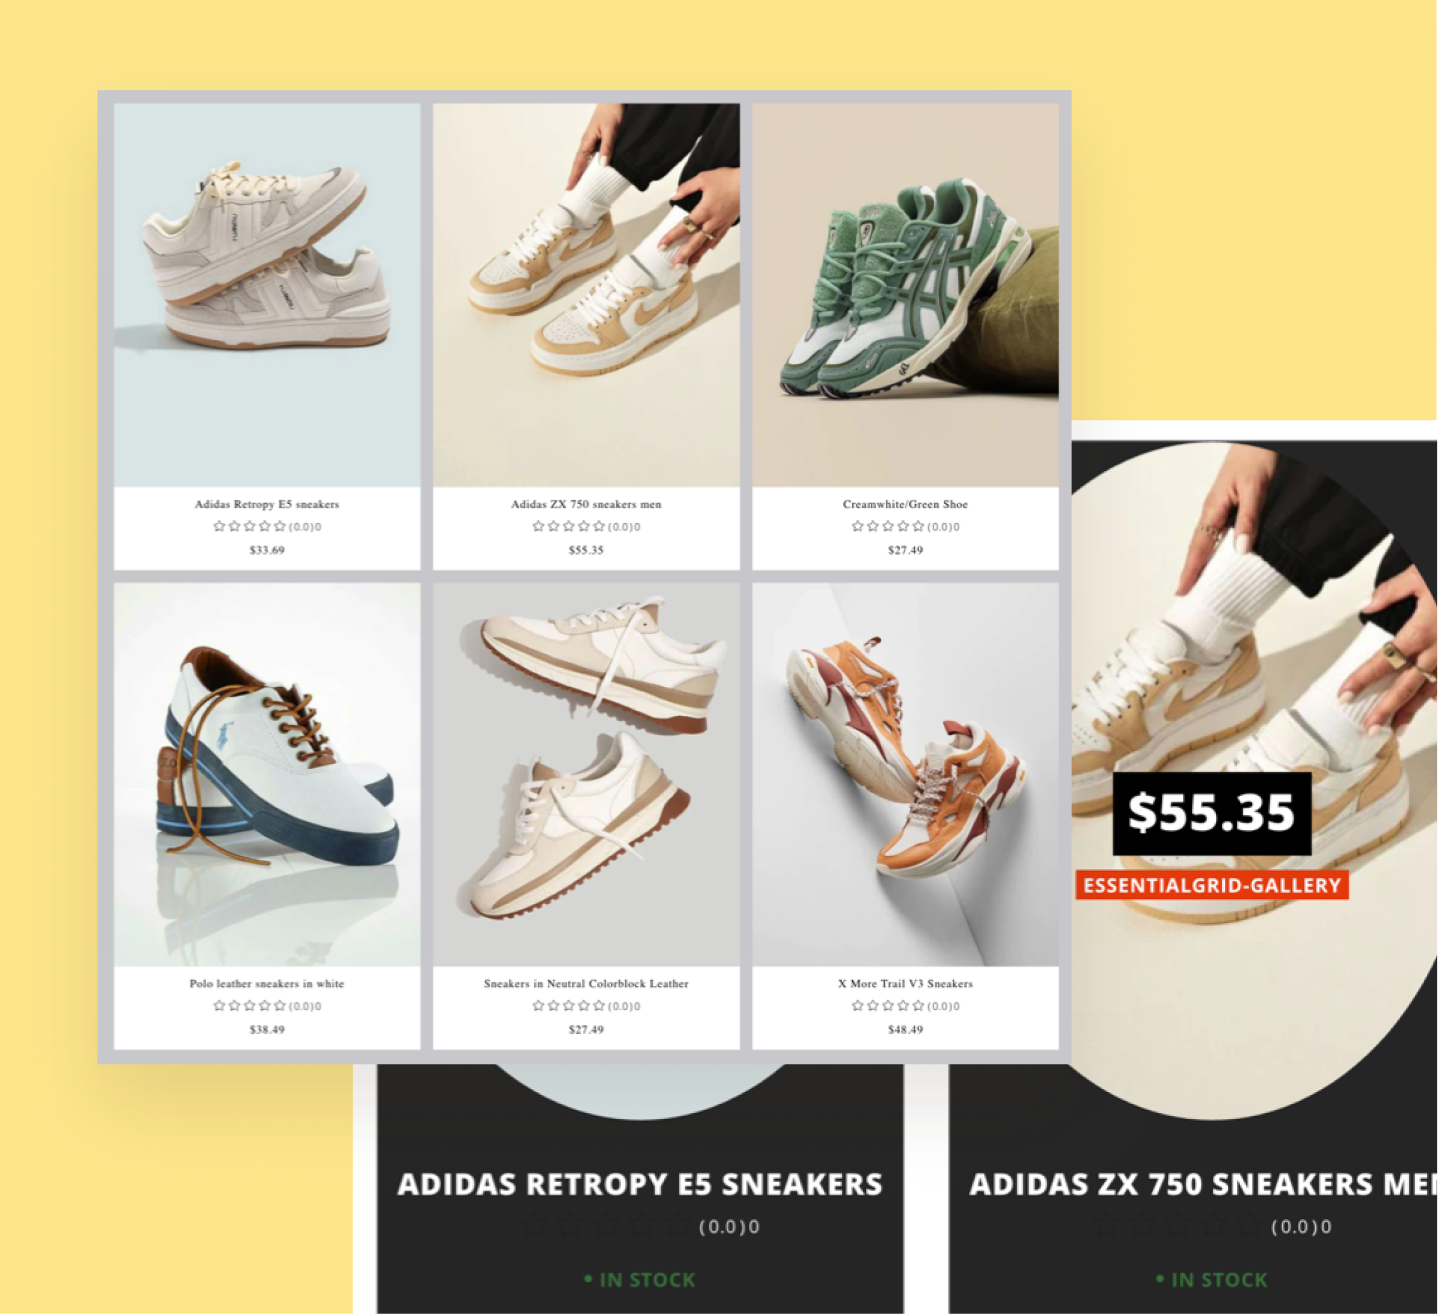 Adidas Retropy E5 sneakers
(0.0)0
$33.69
Adidas ZX 750 sneakers men
(0.0)0
$55.35
Creamwhite/Green Shoe
(0.0)0
$27.49
Polo leather sneakers in white
(0.0)0
$38.49
Sneakers in Neutral Colorblock Leather
(0.0)0
$27.49
X More Trail V3 Sneakers
(0.0)0
$48.49
$55.35
ESSENTIALGRID-GALLERY
ADIDAS RETROPY E5 SNEAKERS
(0.0)0
• IN STOCK
ADIDAS ZX 750 SNEAKERS MEN
(0.0)0
• IN STOCK